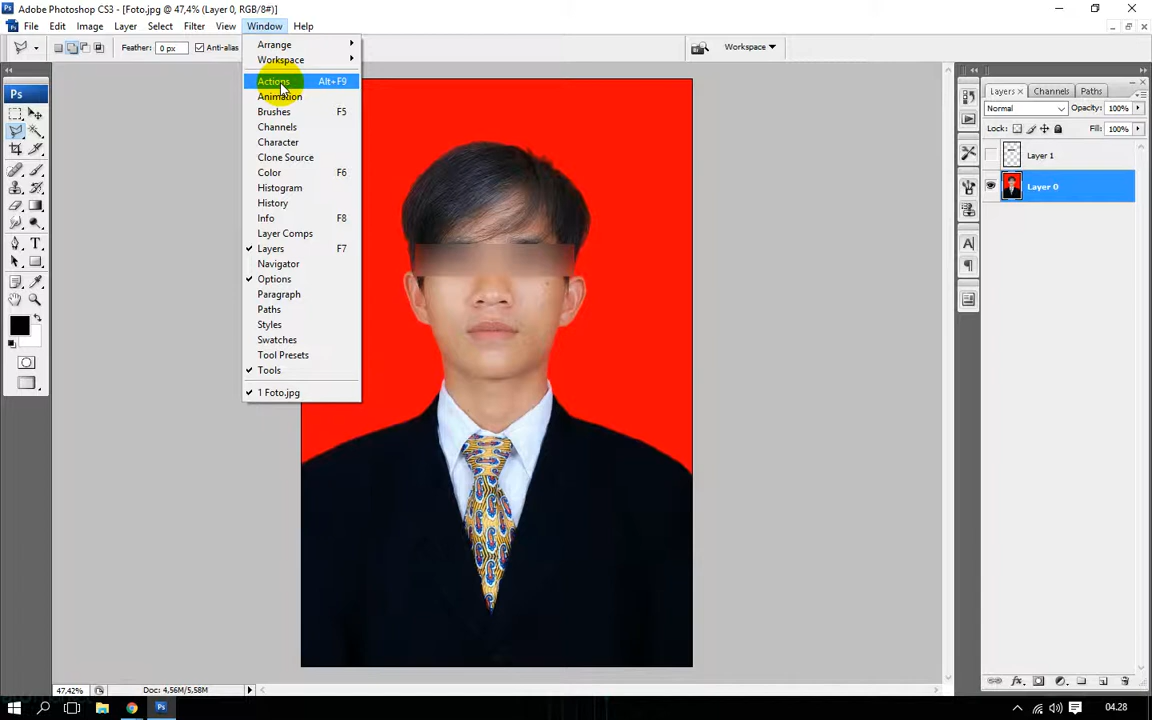 Adobe Photoshop CS3 - [Foto.jpg @ 47,4% (Layer 0, RGB/8#)]
File Edit Image Layer Select Filter View Window Help
Feather: 0 px Anti-alias Workspace
Arrange
Workspace
Actions Alt+F9
Animation
Brushes F5
Channels
Character
Clone Source
Color F6
Histogram
History
Info F8
Layer Comps
Layers F7
Navigator
Options
Paragraph
Paths
Styles
Swatches
Tool Presets
Tools
1 Foto.jpg
Ps
Layers x Channels Paths
Normal Opacity: 100%
Lock: Fill: 100%
Layer 1
Layer 0
47,42% Doc: 4,56M/5,58M
04.28